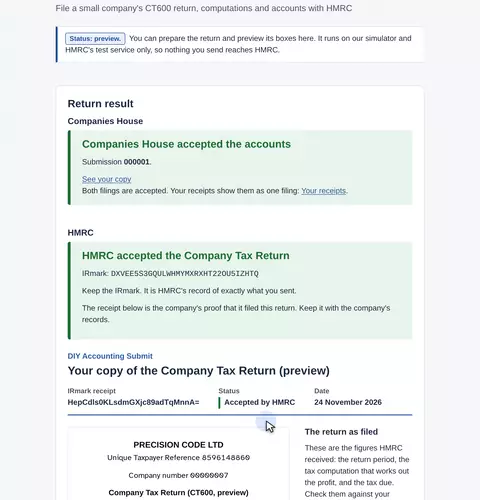 File a small company's CT600 return, computations and accounts with HMRC
Status: preview. You can prepare the return and preview its boxes here. It runs on our simulator and
HMRC's test service only, so nothing you send reaches HMRC.
Return result
Companies House
Companies House accepted the accounts
Submission 000001.
See your copy
Both filings are accepted. Your receipts show them as one filing: Your receipts.
HMRC
HMRC accepted the Company Tax Return
IRmark: DXVEE5S3GQULWHMYMXRXHT22OU5IZHTQ
Keep the IRmark. It is HMRC's record of exactly what you sent.
The receipt below is the company's proof that it filed this return. Keep it with the company's
records.
DIY Accounting Submit
Your copy of the Company Tax Return (preview)
IRmark receipt
HepCdls0KLsdmGXjc89adTqMnnA=
Status
Accepted by HMRC
Date
24 November 2026
PRECISION CODE LTD
Unique Taxpayer Reference 8596148860
Company number 00000007
Company Tax Return (CT600, preview)
The return as filed
These are the figures HMRC
received: the return period, the
tax computation that works out
the profit, and the tax due.
Check them against your